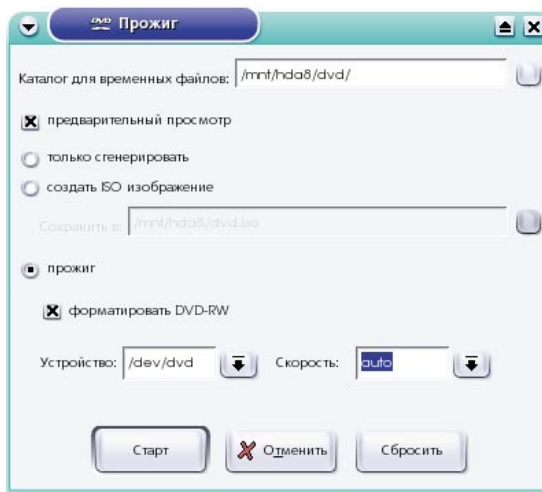 DVD Прожиг
Каталог для временных файлов: /mnt/hda8/dvd/
предварительный просмотр
только сгенерировать
создать ISO изображение
Сохранить в: /mnt/hda8/dvd.iso
прожиг
форматировать DVD-RW
Устройство: /dev/dvd Скорость: auto
Старт Отменить Сбросить